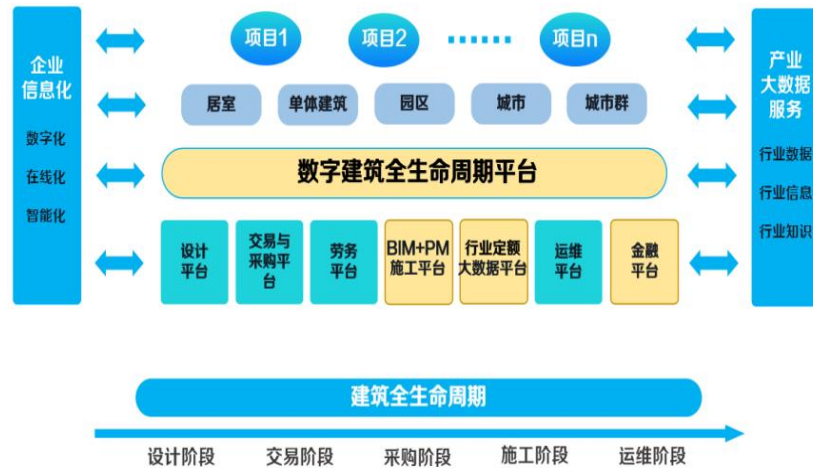 项目1
项目2
项目n
企业
信息化
数字化
在线化
智能化
居室
单体建筑
园区
城市
城市群
数字建筑全生命周期平台
设计
平台
交易与
采购平
台
劳务
平台
BIM+PM
施工平台
行业定额
大数据平台
运维
平台
金融
平台
产业
大数据
服务
行业数据
行业信息
行业知识
建筑全生命周期
设计阶段
交易阶段
采购阶段
施工阶段
运维阶段